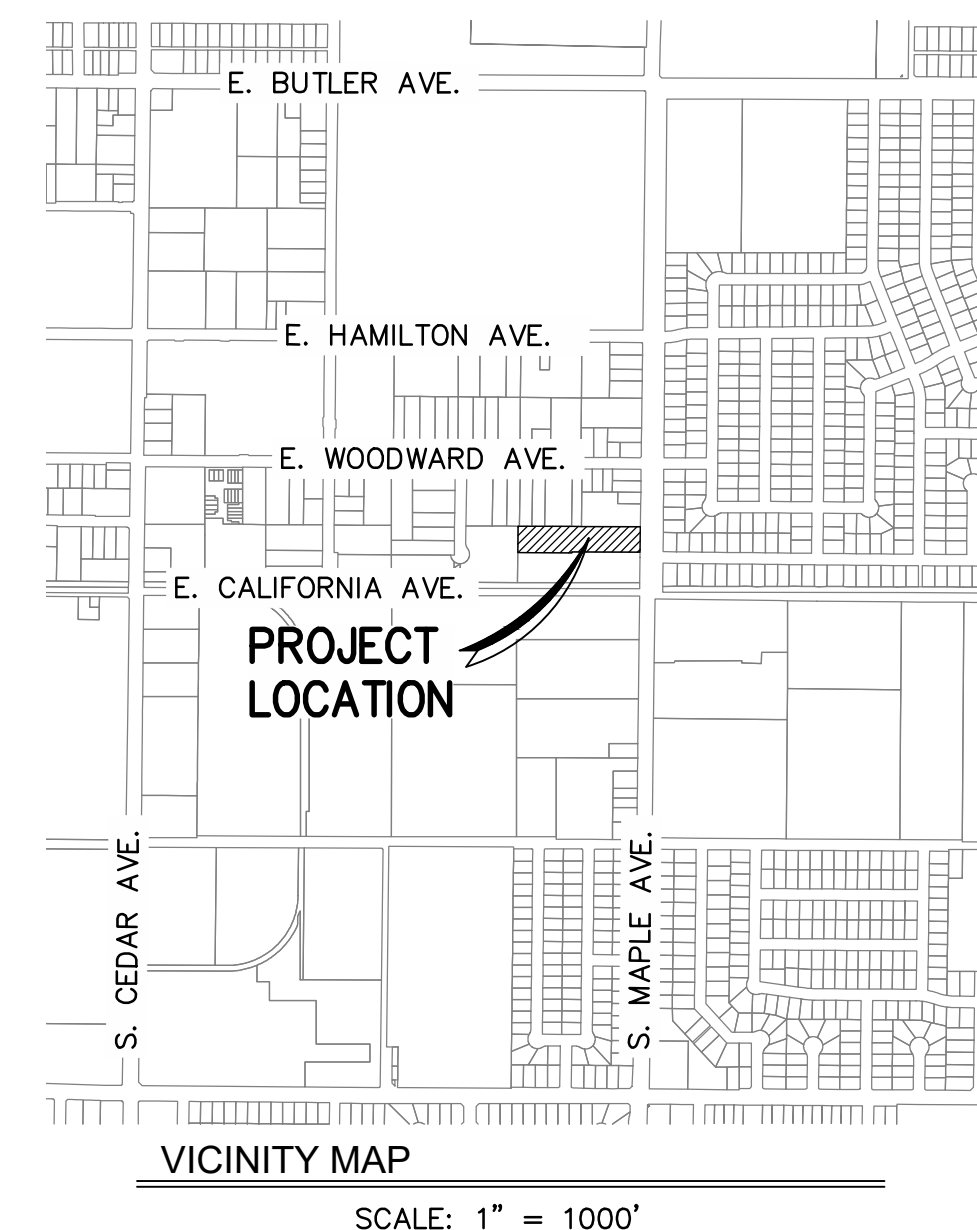 E. BUTLER AVE.
E. HAMILTON AVE.
E. WOODWARD AVE.
E. CALIFORNIA AVE.
PROJECT
LOCATION
S. CEDAR AVE.
S. MAPLE AVE.
VICINITY MAP
SCALE: 1" = 1000'